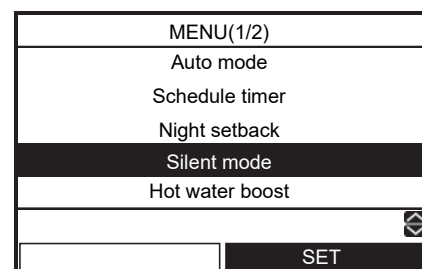 MENU(1/2)
Auto mode
Schedule timer
Night setback
Silent mode
Hot water boost
SET